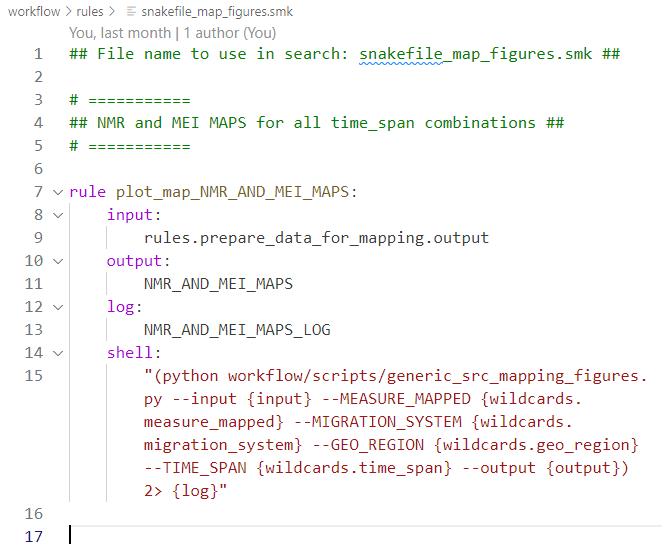 workflow > rules > snakefile_map_figures.smk
You, last month | 1 author (You)
1 ## File name to use in search: snakefile_map_figures.smk ##
2
3 # ===========
4 ## NMR and MEI MAPS for all time_span combinations ##
5 # ===========
6
7 rule plot_map_NMR_AND_MEI_MAPS:
8 input:
9 rules.prepare_data_for_mapping.output
10 output:
11 NMR_AND_MEI_MAPS
12 log:
13 NMR_AND_MEI_MAPS_LOG
14 shell:
15 "(python workflow/scripts/generic_src_mapping_figures.
py --input {input} --MEASURE_MAPPED {wildcards.
measure_mapped} --MIGRATION_SYSTEM {wildcards.
migration_system} --GEO_REGION {wildcards.geo_region}
--TIME_SPAN {wildcards.time_span} --output {output})
2> {log}"
16
17